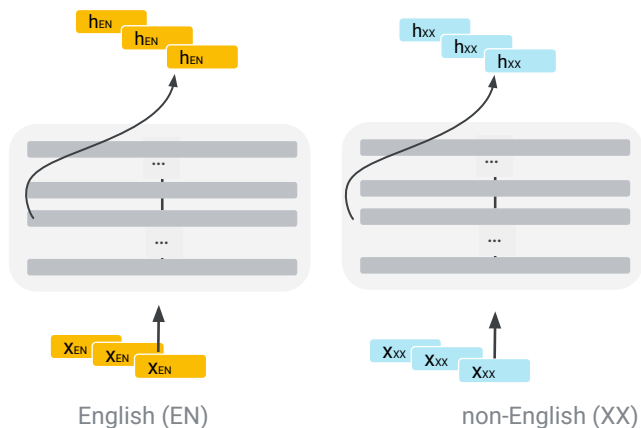 hEN
hEN
hEN
hXX
hXX
hXX
...
...
...
...
XEN
XEN
XEN
XXX
XXX
XXX
English (EN)
non-English (XX)